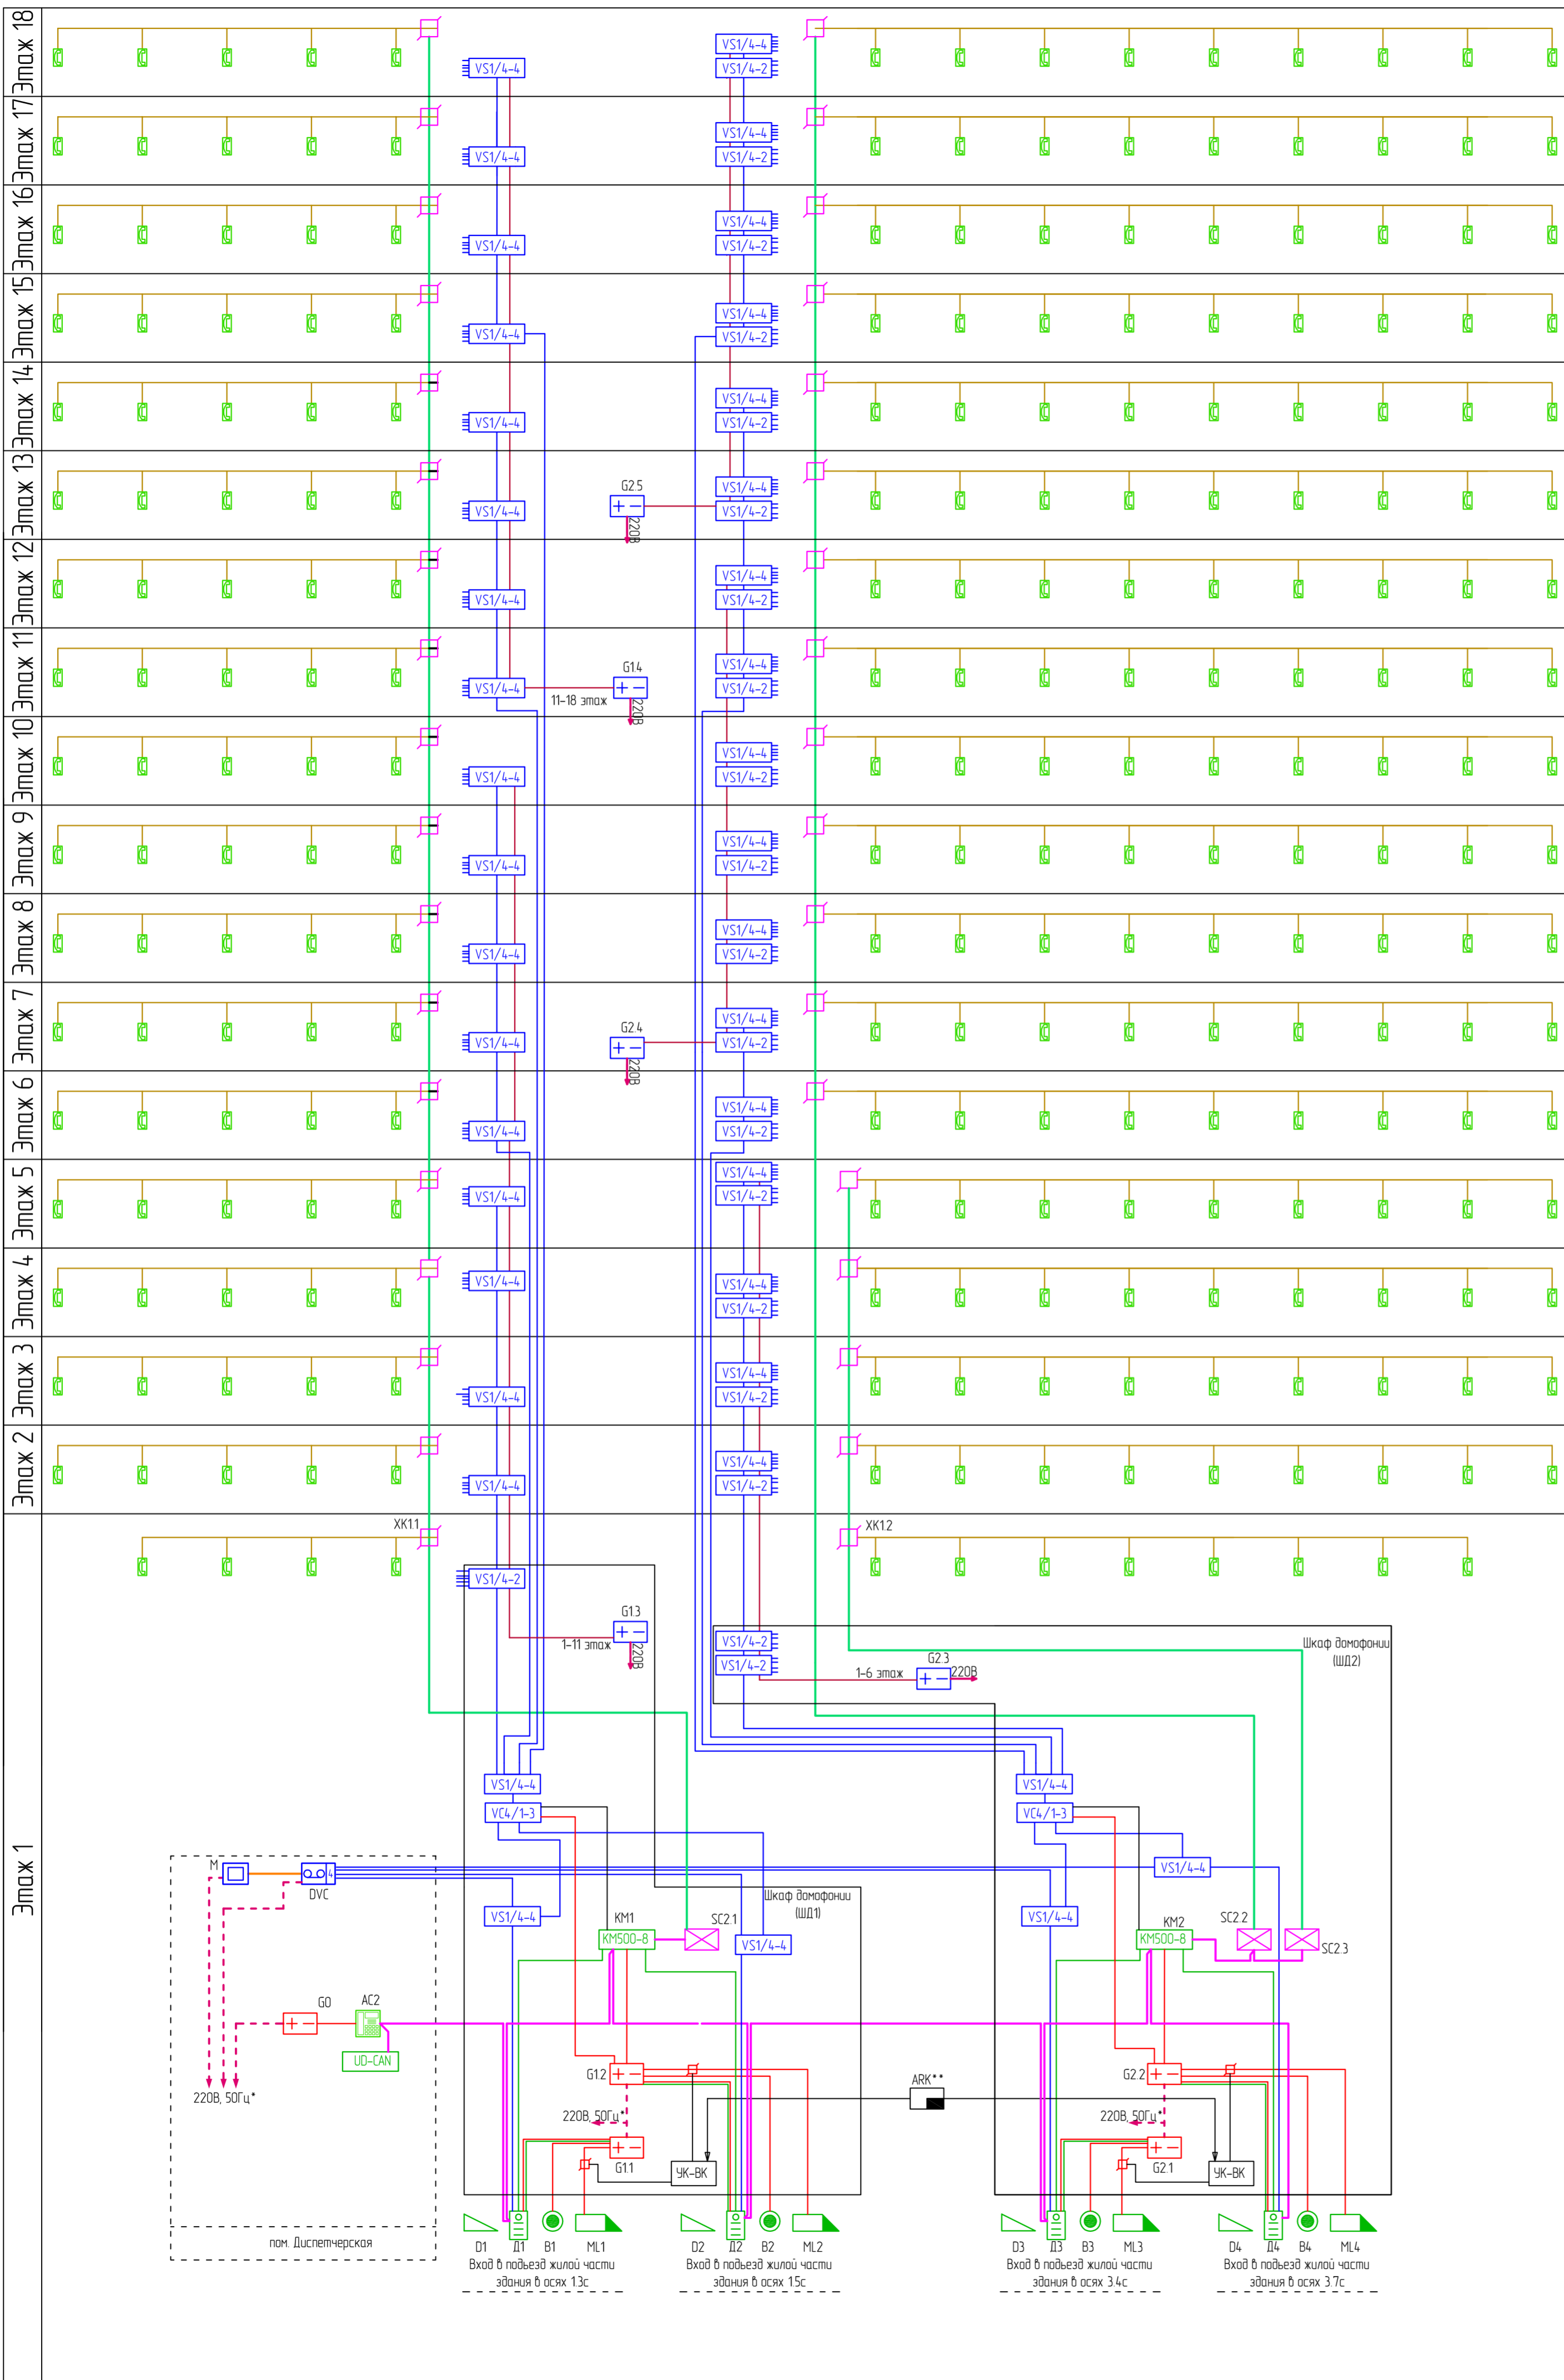 Этаж 18
VS1/4-4
VS1/4-4
VS1/4-2
Этаж 17
VS1/4-4
VS1/4-4
VS1/4-2
Этаж 16
VS1/4-4
VS1/4-4
VS1/4-2
Этаж 15
VS1/4-4
VS1/4-4
VS1/4-2
Этаж 14
VS1/4-4
VS1/4-4
VS1/4-2
Этаж 13
VS1/4-4
G2.5
220В
VS1/4-4
VS1/4-2
Этаж 12
VS1/4-4
VS1/4-4
VS1/4-2
Этаж 11
VS1/4-4
11-18 этаж
G1.4
220В
VS1/4-4
VS1/4-2
Этаж 10
VS1/4-4
VS1/4-4
VS1/4-2
Этаж 9
VS1/4-4
VS1/4-4
VS1/4-2
Этаж 8
VS1/4-4
VS1/4-4
VS1/4-2
Этаж 7
VS1/4-4
G2.4
220В
VS1/4-4
VS1/4-2
Этаж 6
VS1/4-4
VS1/4-4
VS1/4-2
Этаж 5
VS1/4-4
VS1/4-4
VS1/4-2
Этаж 4
VS1/4-4
VS1/4-4
VS1/4-2
Этаж 3
VS1/4-4
VS1/4-4
VS1/4-2
Этаж 2
VS1/4-4
VS1/4-4
VS1/4-2
Этаж 1
ХК1.1
ХК1.2
VS1/4-2
G1.3
1-11 этаж
220В
VS1/4-2
VS1/4-2
1-6 этаж
G2.3
220В
Шкаф домофонии
(ШД2)
VS1/4-4
VC4/1-3
VS1/4-4
VC4/1-3
M
4
DVC
VS1/4-4
Шкаф домофонии
(ШД1)
KM1
KM500-8
SC2.1
VS1/4-4
VS1/4-4
VS1/4-4
KM2
KM500-8
SC2.2
SC2.3
G0
AC2
UD-CAN
220В, 50Гц*
G1.2
220В, 50Гц*
G1.1
УК-ВК
ARK**
G2.2
220В, 50Гц*
G2.1
УК-ВК
пом. Диспетчерская
D1
Д1
B1
ML1
Вход в подъезд жилой части
здания в осях 1.3с
D2
Д2
B2
ML2
Вход в подъезд жилой части
здания в осях 1.5с
D3
Д3
B3
ML3
Вход в подъезд жилой части
здания в осях 3.4с
D4
Д4
B4
ML4
Вход в подъезд жилой части
здания в осях 3.7с